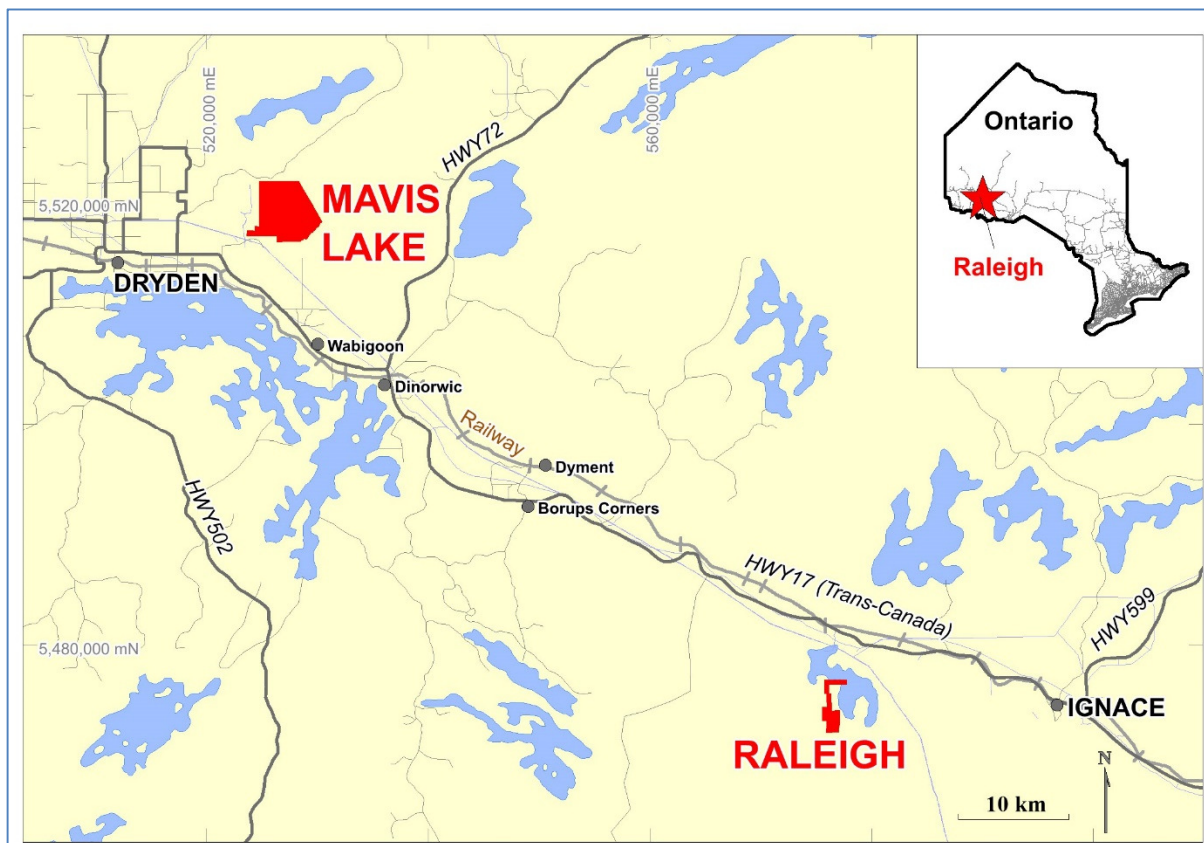 Ontario
Raleigh
520,000 mE
560,000 mE
HWY72
MAVIS
LAKE
5,520,000 mN
DRYDEN
Wabigoon
Dinorwic
Railway
Dyment
Borups Corners
HWY502
HWY17 (Trans-Canada)
HWY599
5,480,000 mN
IGNACE
RALEIGH
N
10 km